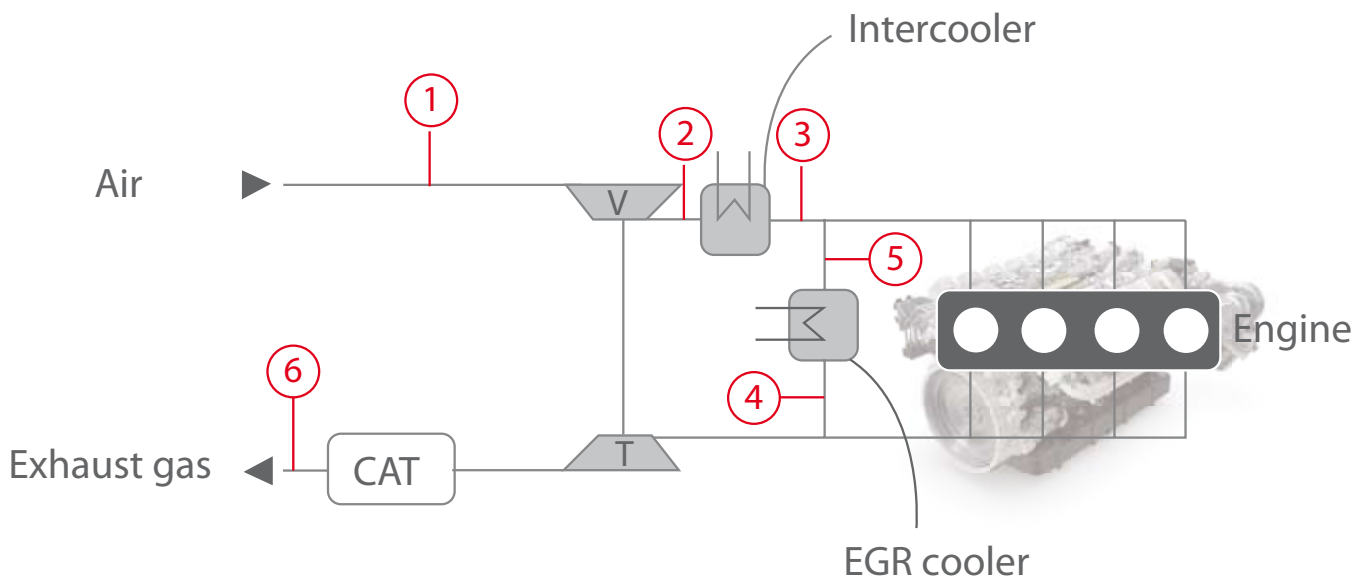 Intercooler
1
2
3
Air
V
5
Engine
4
6
T
Exhaust gas
CAT
EGR cooler